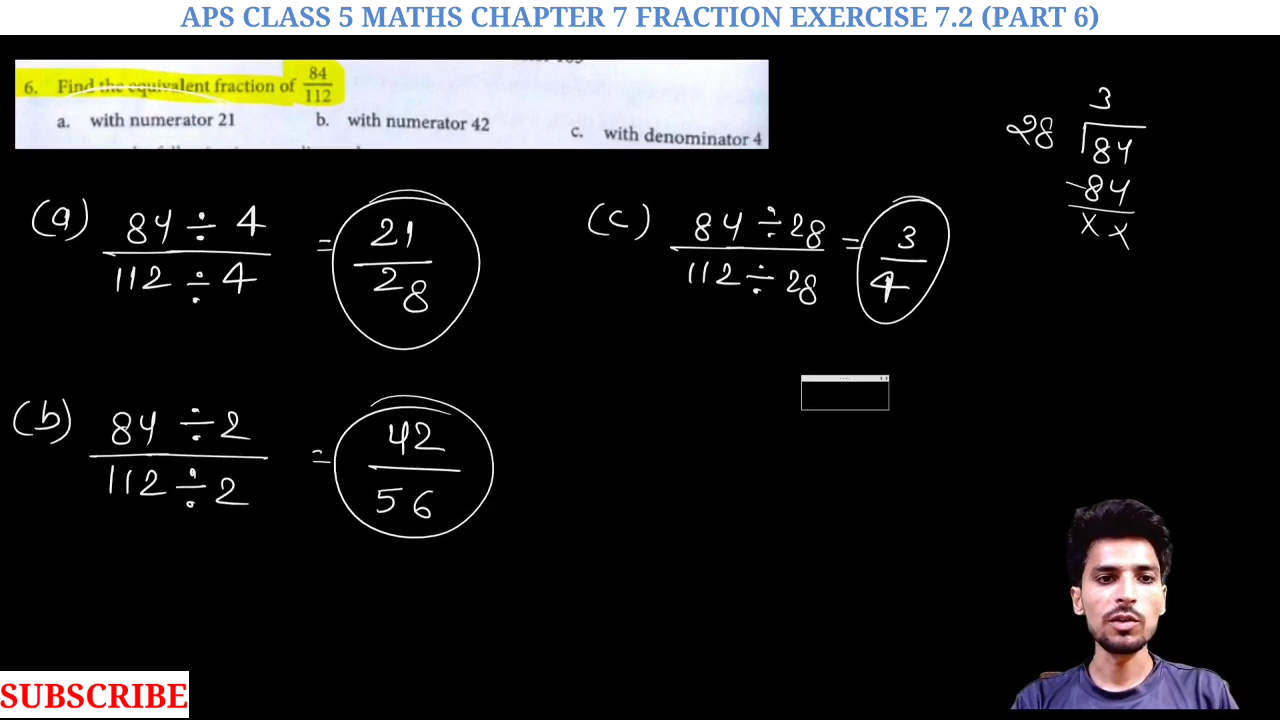 APS CLASS 5 MATHS CHAPTER 7 FRACTION EXERCISE 7.2 (PART 6)
6. Find the equivalent fraction of 84/112
a. with numerator 21 b. with numerator 42 c. with denominator 4
(a) 84 ÷ 4 / 112 ÷ 4 = 21/28
(b) 84 ÷ 2 / 112 ÷ 2 = 42/56
(c) 84 ÷ 28 / 112 ÷ 28 = 3/4
3
28 84
-84
x x
SUBSCRIBE